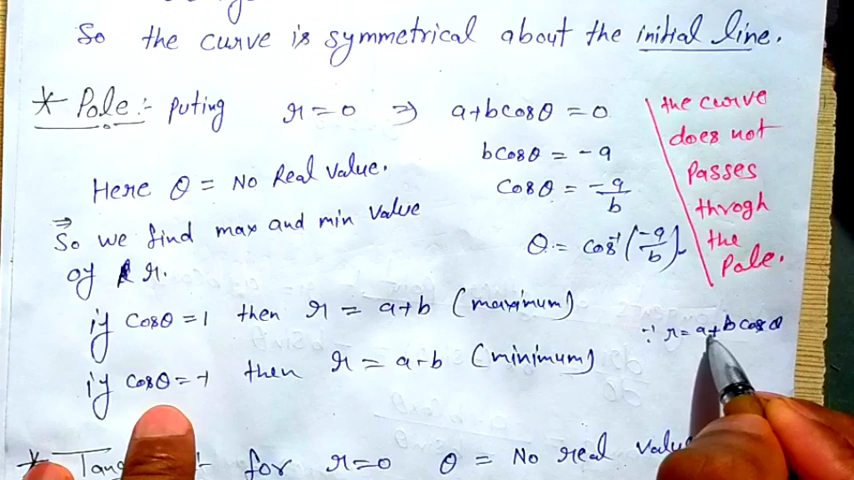 So the curve is symmetrical about the initial line.
* Pole:- Puting r=0 ⇒ a+bcosθ=0
bcosθ = -a
Here θ = No Real Value.
cosθ = -a/b
⇒ So we find max and min value
θ = cos⁻¹(-a/b)
of r.
the curve
does not
Passes
throgh
the
Pole.
if cosθ=1 then r = a+b (maximum)
∵ r=a+bcosθ
if cosθ=-1 then r = a-b (minimum)
* :- for r=0 θ = No real